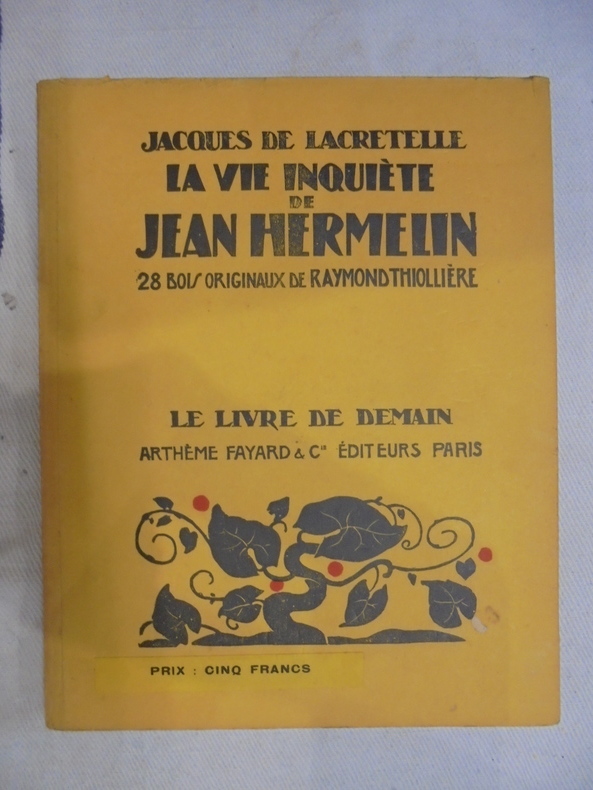 JACQUES DE LACRETELLE
LA VIE INQUIÈTE
DE
JEAN HERMELIN
28 BOIS ORIGINAUX DE RAYMOND THIOLLIÈRE
LE LIVRE DE DEMAIN
ARTHÈME FAYARD & Cie ÉDITEURS PARIS
PRIX : CINQ FRANCS